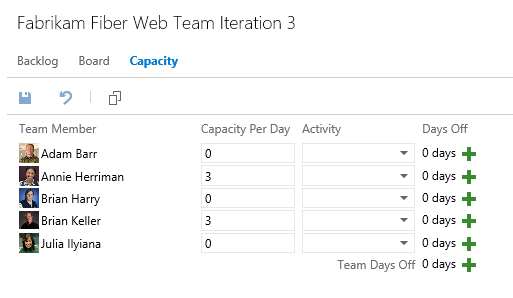 Fabrikam Fiber Web Team Iteration 3
Backlog Board Capacity
Team Member Capacity Per Day Activity Days Off
Adam Barr 0 0 days
Annie Herriman 3 0 days
Brian Harry 0 0 days
Brian Keller 3 0 days
Julia Ilyiana 0 0 days
Team Days Off 0 days